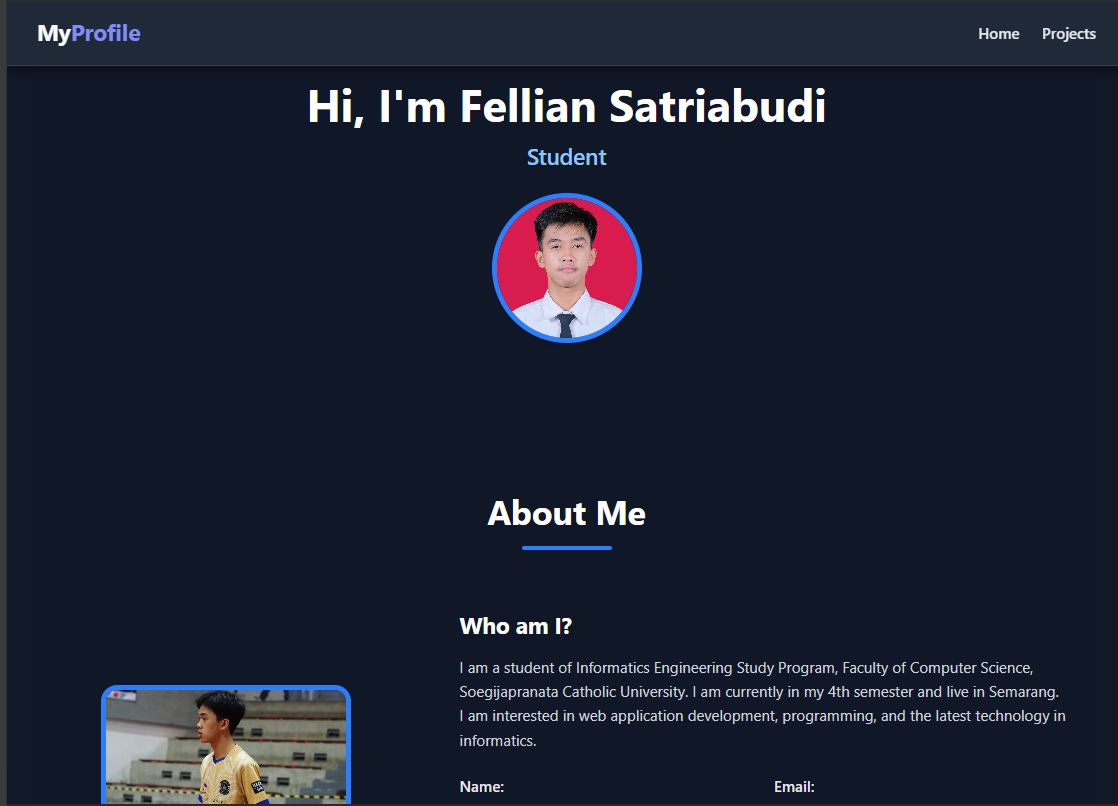 MyProfile
Home
Projects
Hi, I'm Fellian Satriabudi
Student
About Me
Who am I?
I am a student of Informatics Engineering Study Program, Faculty of Computer Science,
Soegijapranata Catholic University. I am currently in my 4th semester and live in Semarang.
I am interested in web application development, programming, and the latest technology in
informatics.
Name:
Email: